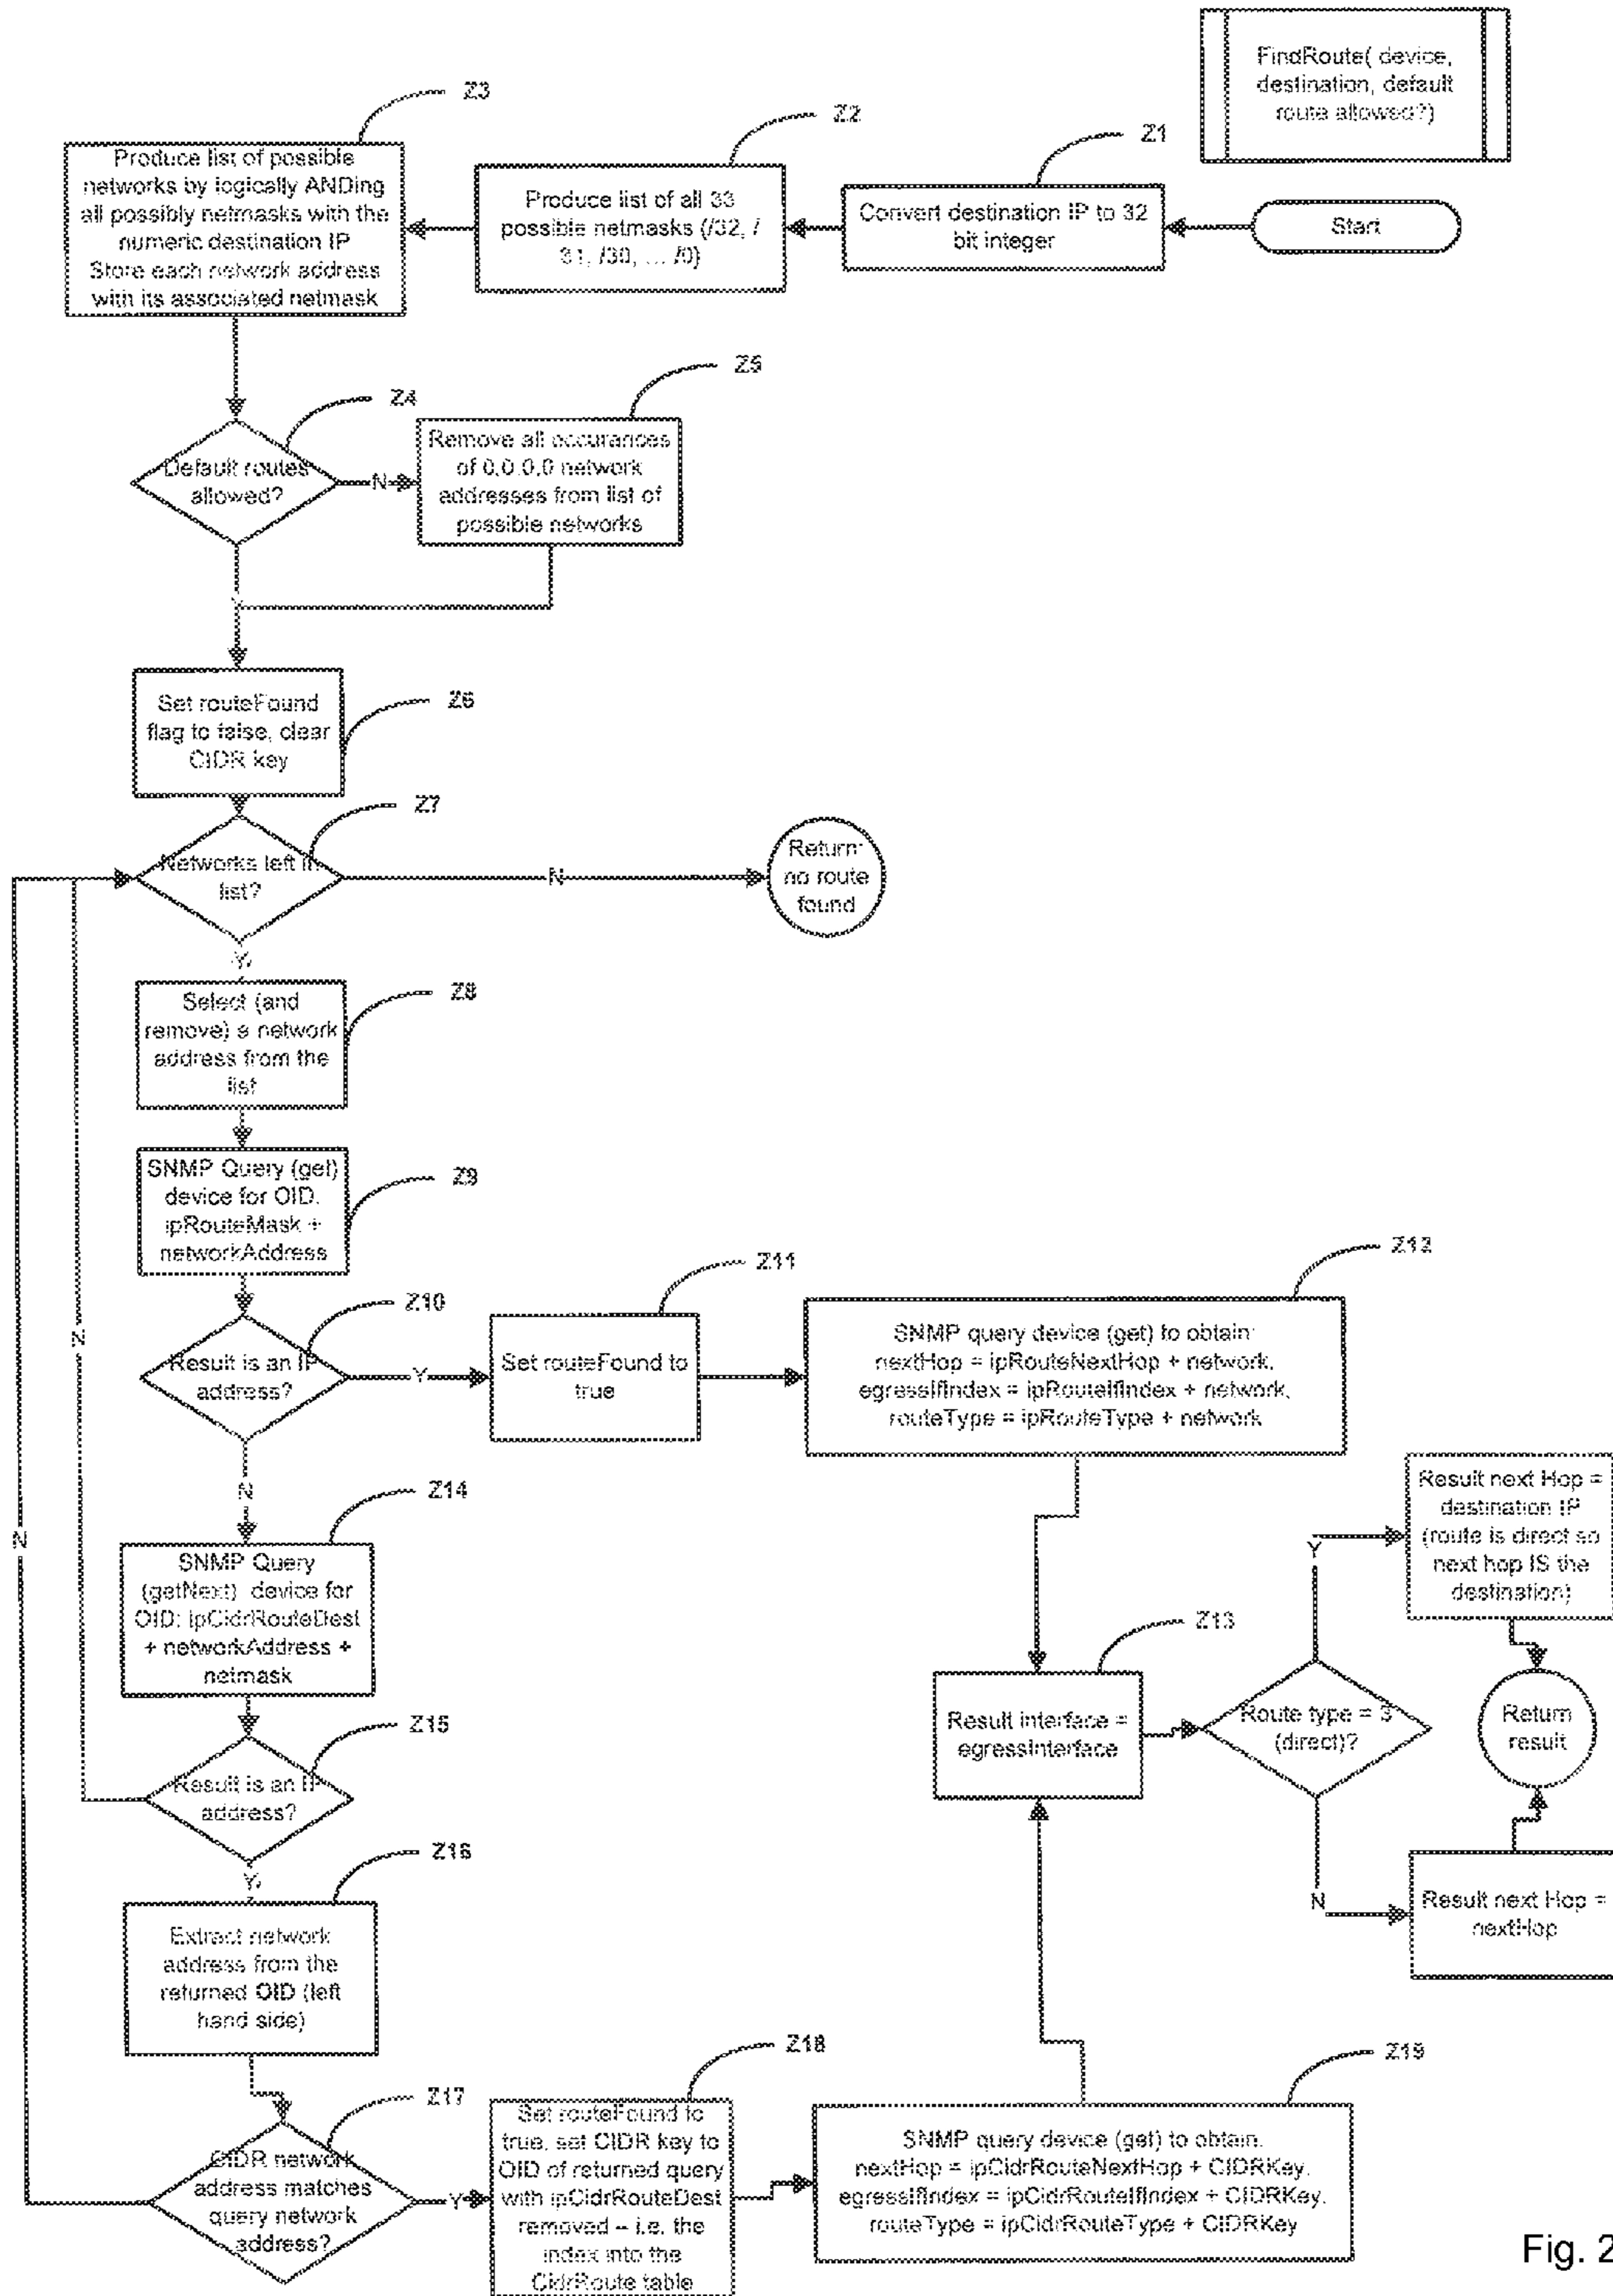 FindRoute( device,
destination, default
route allowed?)
Start
Z1
Convert destination IP to 32
bit integer
Z2
Produce list of all 33
possible netmasks (/32, /
31, /30, ... /0)
Z3
Produce list of possible
networks by logically ANDing
all possibly netmasks with the
numeric destination IP
Store each network address
with its associated netmask
Z4
Default routes
allowed?
N
Y
Z5
Remove all occurances
of 0.0.0.0 network
addresses from list of
possible networks
Z6
Set routeFound
flag to false, clear
CIDR key
Z7
Networks left in
list?
N
Return:
no route
found
Y
Z8
Select (and
remove) a network
address from the
list
Z9
SNMP Query (get)
device for OID.
ipRouteMask +
networkAddress
Z10
Result is an IP
address?
Y
N
Z11
Set routeFound to
true
Z12
SNMP query device (get) to obtain:
nextHop = ipRouteNextHop + network.
egressIfIndex = ipRouteIfIndex + network,
routeType = ipRouteType + network
Z14
SNMP Query
(getNext) device for
OID: ipCidrRouteDest
+ networkAddress +
netmask
Z15
Result is an IP
address?
N
Y
Z16
Extract network
address from the
returned OID (left
hand side)
Z17
CIDR network
address matches
query network
address?
N
Y
Z18
Set routeFound to
true, set CIDR key to
OID of returned query
with ipCidrRouteDest
removed – i.e. the
index into the
CidrRoute table
Z19
SNMP query device (get) to obtain.
nextHop = ipCidrRouteNextHop + CIDRKey.
egressIfIndex = ipCidrRouteIfIndex + CIDRKey.
routeType = ipCidrRouteType + CIDRKey
Z13
Result interface =
egressInterface
Route type = 3
(direct)?
Y
Result next Hop =
destination IP
(route is direct so
next hop IS the
destination)
Return
result
N
Result next Hop =
nextHop
Fig. 2